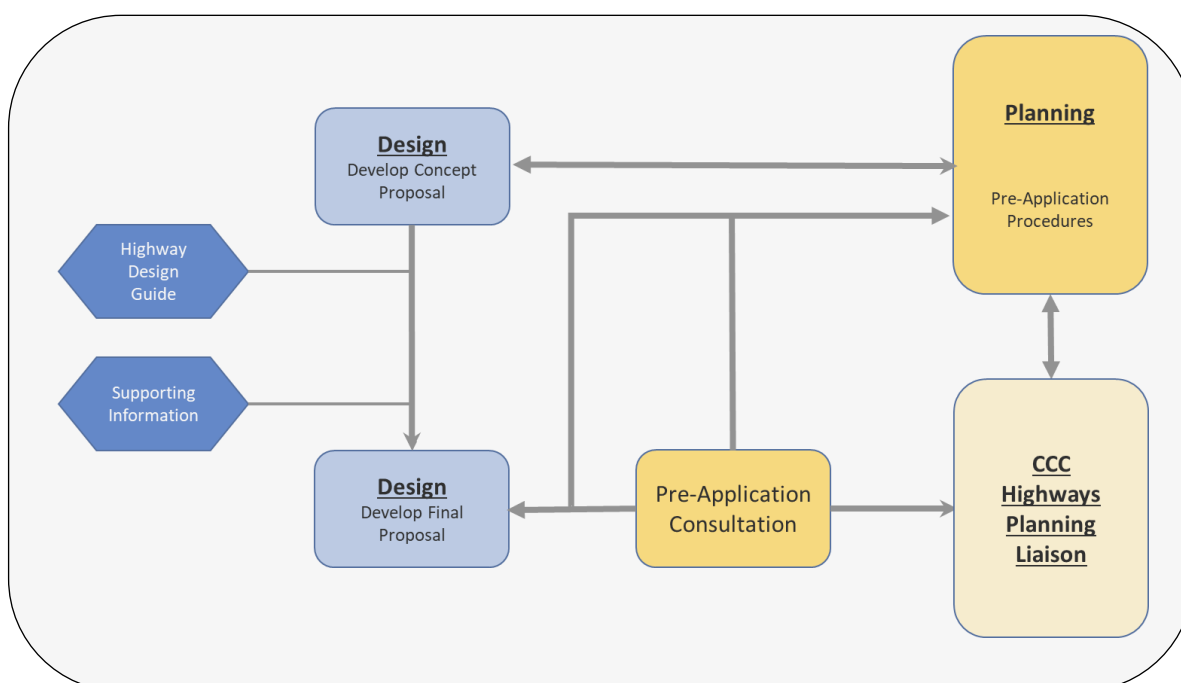 Planning
Pre-Application
Procedures
Design
Develop Concept
Proposal
Highway
Design
Guide
Supporting
Information
Design
Develop Final
Proposal
Pre-Application
Consultation
CCC
Highways
Planning
Liaison